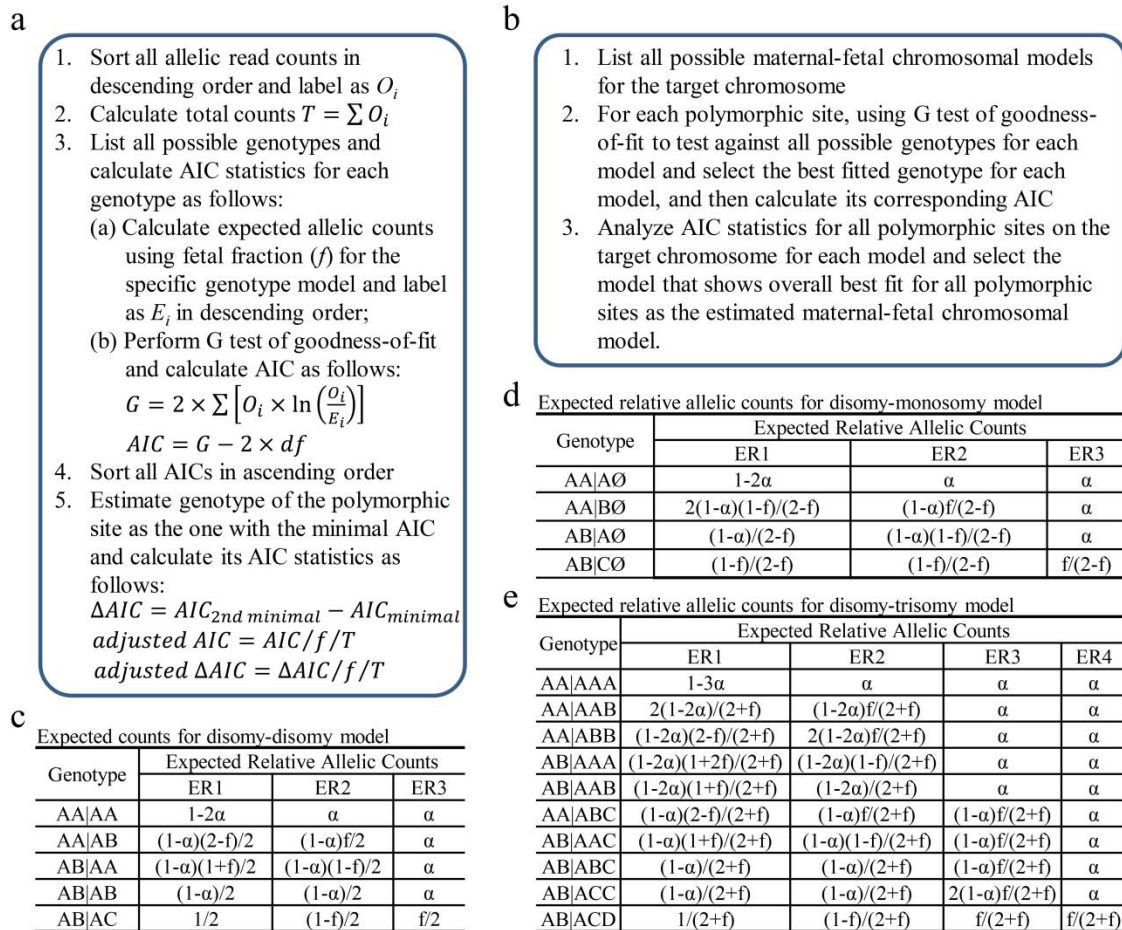 a
1. Sort all allelic read counts in
descending order and label as Oᵢ
2. Calculate total counts T = ∑ Oᵢ
3. List all possible genotypes and
calculate AIC statistics for each
genotype as follows:
(a) Calculate expected allelic counts
using fetal fraction (f) for the
specific genotype model and label
as Eᵢ in descending order;
(b) Perform G test of goodness-of-fit
and calculate AIC as follows:
G = 2 × ∑ [Oᵢ × ln (Oᵢ/Eᵢ)]
AIC = G − 2 × df
4. Sort all AICs in ascending order
5. Estimate genotype of the polymorphic
site as the one with the minimal AIC
and calculate its AIC statistics as
follows:
ΔAIC = AIC2nd minimal − AICminimal
adjusted AIC = AIC/f/T
adjusted ΔAIC = ΔAIC/f/T
b
1. List all possible maternal-fetal chromosomal models
for the target chromosome
2. For each polymorphic site, using G test of goodness-
of-fit to test against all possible genotypes for each
model and select the best fitted genotype for each
model, and then calculate its corresponding AIC
3. Analyze AIC statistics for all polymorphic sites on the
target chromosome for each model and select the
model that shows overall best fit for all polymorphic
sites as the estimated maternal-fetal chromosomal
model.
c
Expected counts for disomy-disomy model
Genotype Expected Relative Allelic Counts
ER1 ER2 ER3
AA|AA 1-2α α α
AA|AB (1-α)(2-f)/2 (1-α)f/2 α
AB|AA (1-α)(1+f)/2 (1-α)(1-f)/2 α
AB|AB (1-α)/2 (1-α)/2 α
AB|AC 1/2 (1-f)/2 f/2
d
Expected relative allelic counts for disomy-monosomy model
Genotype Expected Relative Allelic Counts
ER1 ER2 ER3
AA|AØ 1-2α α α
AA|BØ 2(1-α)(1-f)/(2-f) (1-α)f/(2-f) α
AB|AØ (1-α)/(2-f) (1-α)(1-f)/(2-f) α
AB|CØ (1-f)/(2-f) (1-f)/(2-f) f/(2-f)
e
Expected relative allelic counts for disomy-trisomy model
Genotype Expected Relative Allelic Counts
ER1 ER2 ER3 ER4
AA|AAA 1-3α α α α
AA|AAB 2(1-2α)/(2+f) (1-2α)f/(2+f) α α
AA|ABB (1-2α)(2-f)/(2+f) 2(1-2α)f/(2+f) α α
AB|AAA (1-2α)(1+2f)/(2+f) (1-2α)(1-f)/(2+f) α α
AB|AAB (1-2α)(1+f)/(2+f) (1-2α)/(2+f) α α
AA|ABC (1-α)(2-f)/(2+f) (1-α)f/(2+f) (1-α)f/(2+f) α
AB|AAC (1-α)(1+f)/(2+f) (1-α)(1-f)/(2+f) (1-α)f/(2+f) α
AB|ABC (1-α)/(2+f) (1-α)/(2+f) (1-α)f/(2+f) α
AB|ACC (1-α)/(2+f) (1-α)/(2+f) 2(1-α)f/(2+f) α
AB|ACD 1/(2+f) (1-f)/(2+f) f/(2+f) f/(2+f)